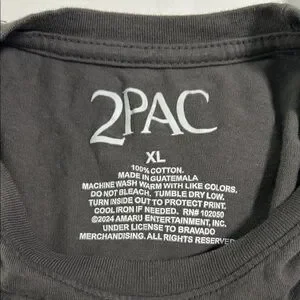 2PAC
XL
100% COTTON.
MADE IN GUATEMALA
MACHINE WASH WARM WITH LIKE COLORS.
DO NOT BLEACH. TUMBLE DRY LOW.
TURN INSIDE OUT TO PROTECT PRINT.
COOL IRON IF NEEDED. RN# 102050
©2024 AMARU ENTERTAINMENT, INC.
UNDER LICENSE TO BRAVADO
MERCHANDISING. ALL RIGHTS RESERVED